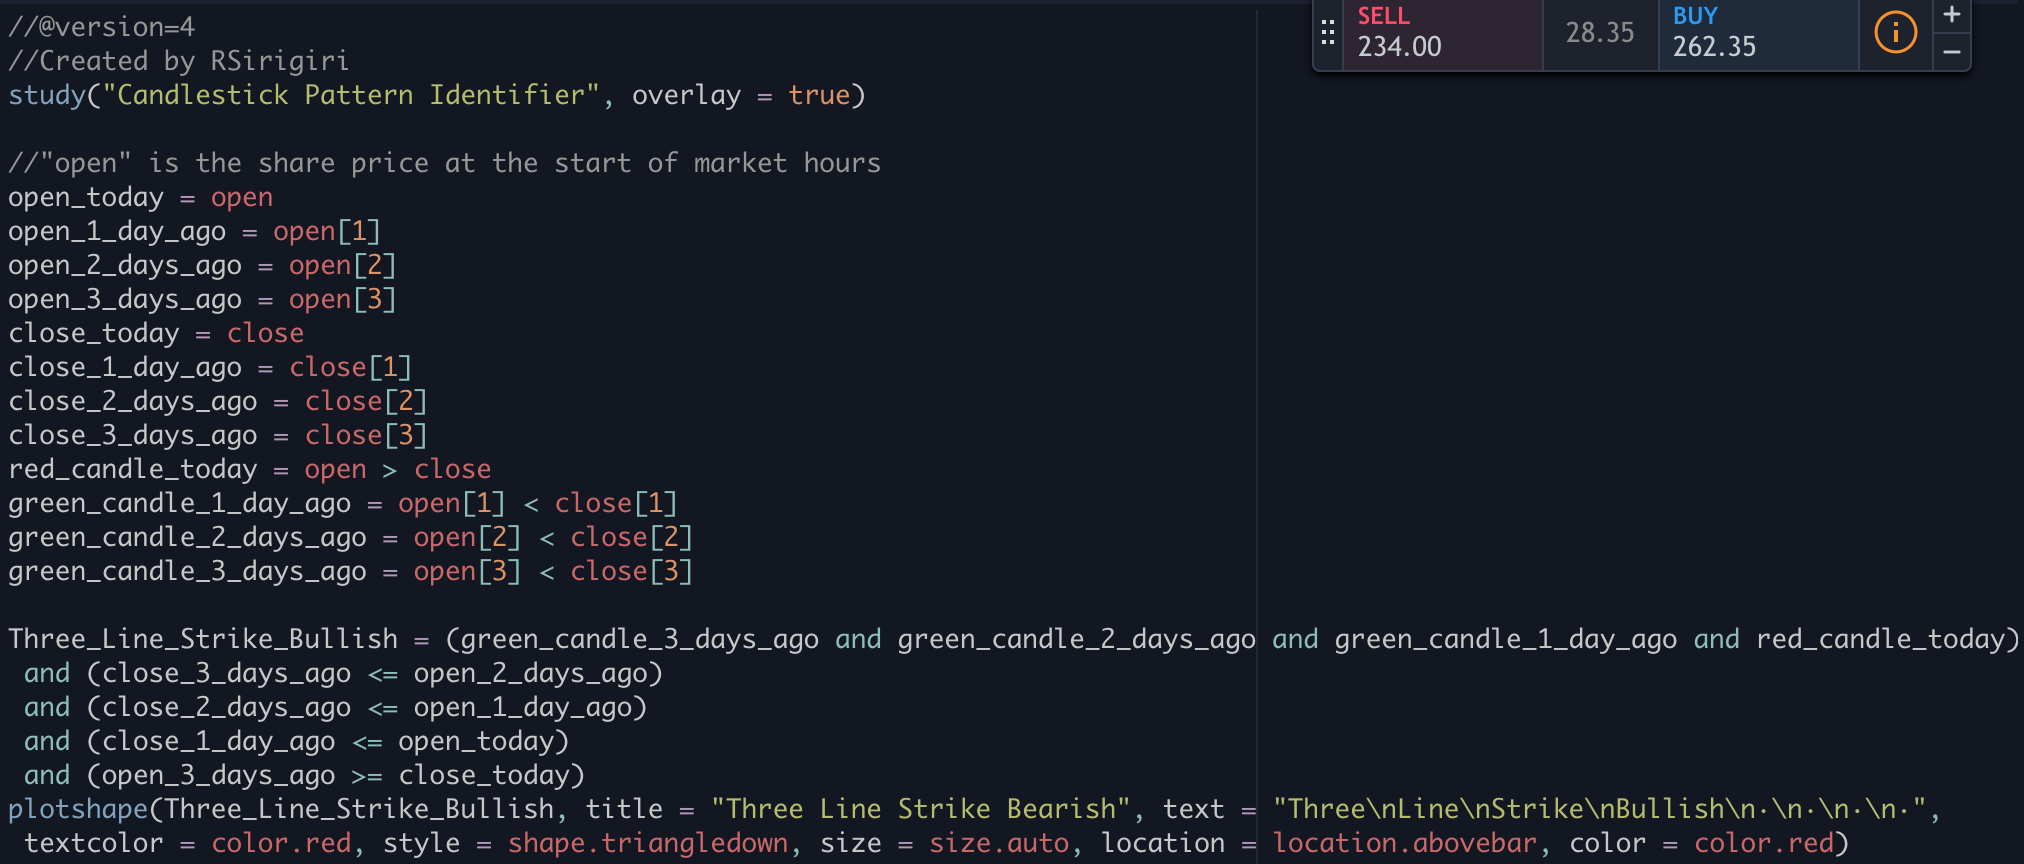 //@version=4
//Created by RSirigiri
study("Candlestick Pattern Identifier", overlay = true)
SELL
234.00
28.35
BUY
262.35
i
+
−
//"open" is the share price at the start of market hours
open_today = open
open_1_day_ago = open[1]
open_2_days_ago = open[2]
open_3_days_ago = open[3]
close_today = close
close_1_day_ago = close[1]
close_2_days_ago = close[2]
close_3_days_ago = close[3]
red_candle_today = open > close
green_candle_1_day_ago = open[1] < close[1]
green_candle_2_days_ago = open[2] < close[2]
green_candle_3_days_ago = open[3] < close[3]
Three_Line_Strike_Bullish = (green_candle_3_days_ago and green_candle_2_days_ago and green_candle_1_day_ago and red_candle_today)
 and (close_3_days_ago <= open_2_days_ago)
 and (close_2_days_ago <= open_1_day_ago)
 and (close_1_day_ago <= open_today)
 and (open_3_days_ago >= close_today)
plotshape(Three_Line_Strike_Bullish, title = "Three Line Strike Bearish", text = "Three\nLine\nStrike\nBullish\n·\n·\n·\n·",
 textcolor = color.red, style = shape.triangledown, size = size.auto, location = location.abovebar, color = color.red)